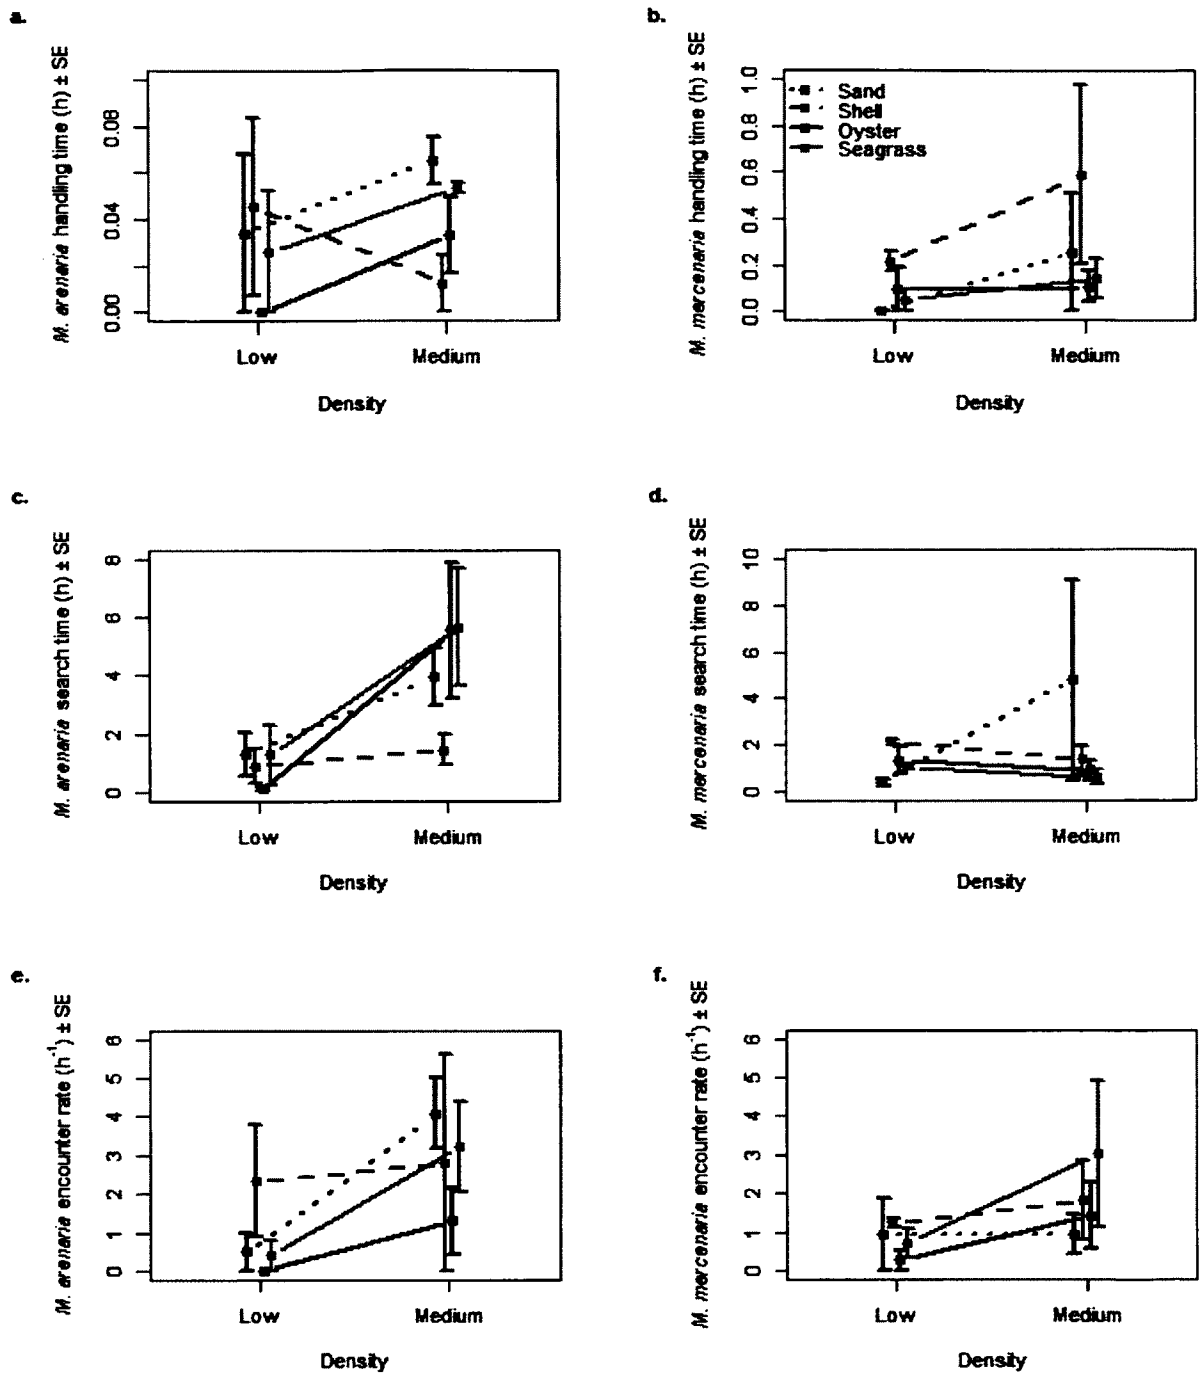 a.
M. arenaria handling time (h) ± SE
0.00 0.04 0.08
Low Medium
Density
b.
M. mercenaria handling time (h) ± SE
0.0 0.2 0.4 0.6 0.8 1.0
Sand
Shell
Oyster
Seagrass
Low Medium
Density
c.
M. arenaria search time (h) ± SE
0 2 4 6 8
Low Medium
Density
d.
M. mercenaria search time (h) ± SE
0 2 4 6 8 10
Low Medium
Density
e.
M. arenaria encounter rate (h⁻¹) ± SE
0 1 2 3 4 5 6
Low Medium
Density
f.
M. mercenaria encounter rate (h⁻¹) ± SE
0 1 2 3 4 5 6
Low Medium
Density